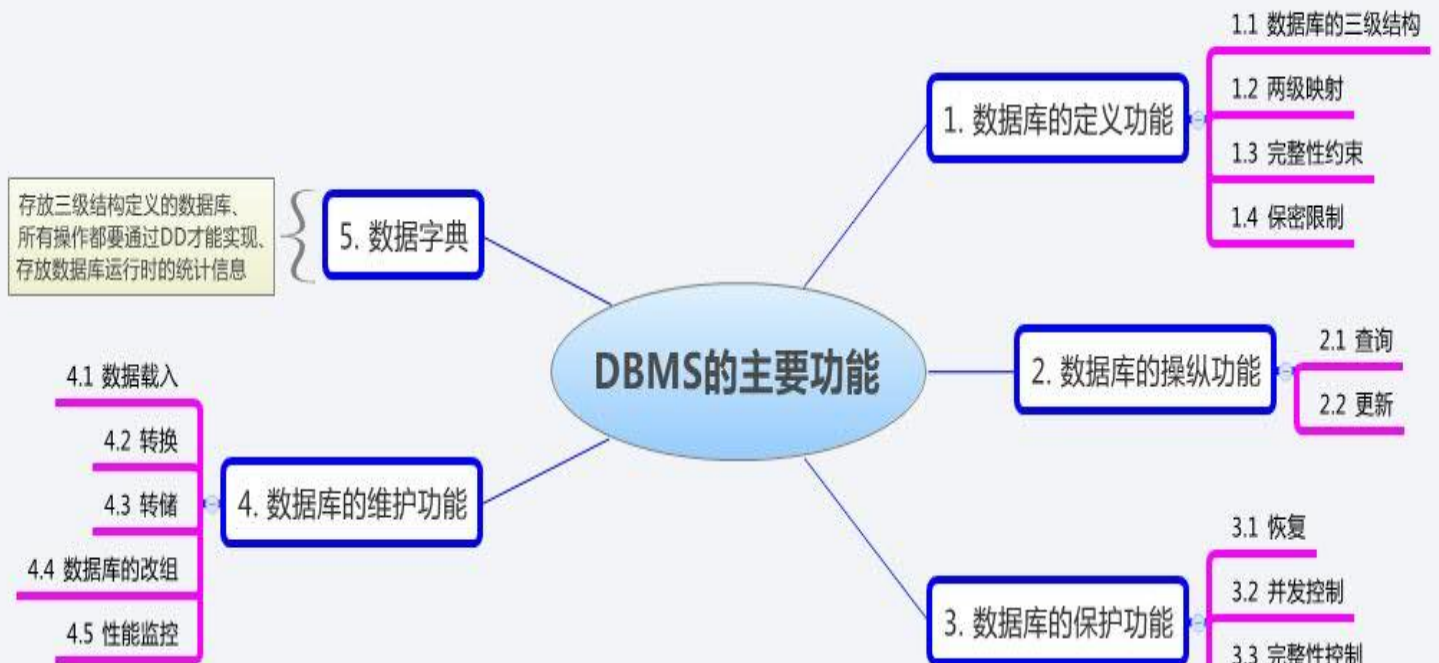 DBMS的主要功能
1. 数据库的定义功能
1.1 数据库的三级结构
1.2 两级映射
1.3 完整性约束
1.4 保密限制
2. 数据库的操纵功能
2.1 查询
2.2 更新
3. 数据库的保护功能
3.1 恢复
3.2 并发控制
3.3 完整性控制
4. 数据库的维护功能
4.1 数据载入
4.2 转换
4.3 转储
4.4 数据库的改组
4.5 性能监控
5. 数据字典
存放三级结构定义的数据库、
所有操作都要通过DD才能实现、
存放数据库运行时的统计信息